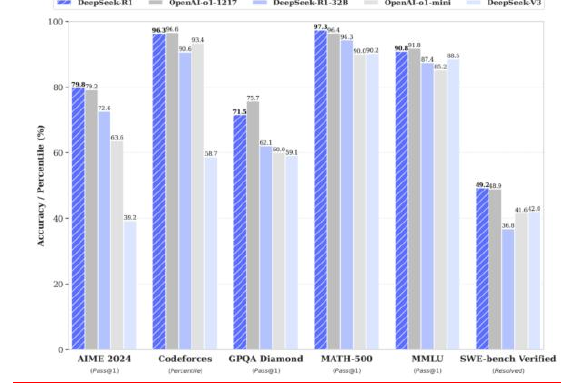 DeepSeek-R1 OpenAI-o1-1217 DeepSeek-R1-32B OpenAI-o1-mini DeepSeek-V3
Accuracy / Percentile (%)
100
80
60
40
20
0
79.8 79.2 72.6 63.6 39.2
96.3 96.6 90.6 93.4 58.7
71.5 75.7 62.1 60.0 59.1
97.3 96.4 94.3 90.0 90.2
90.8 91.8 87.4 85.2 88.5
49.2 48.9 36.8 41.6 42.0
AIME 2024 Codeforces GPQA Diamond MATH-500 MMLU SWE-bench Verified
(Pass@1) (Percentile) (Pass@1) (Pass@1) (Pass@1) (Resolved)